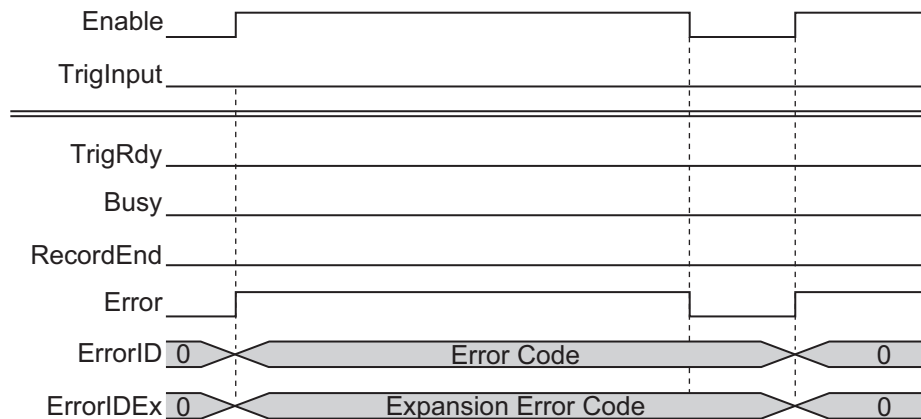 Enable
TrigInput
TrigRdy
Busy
RecordEnd
Error
ErrorID 0 Error Code 0
ErrorIDEx 0 Expansion Error Code 0